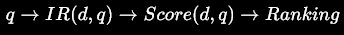 q → IR(d, q) → Score(d, q) → Ranking